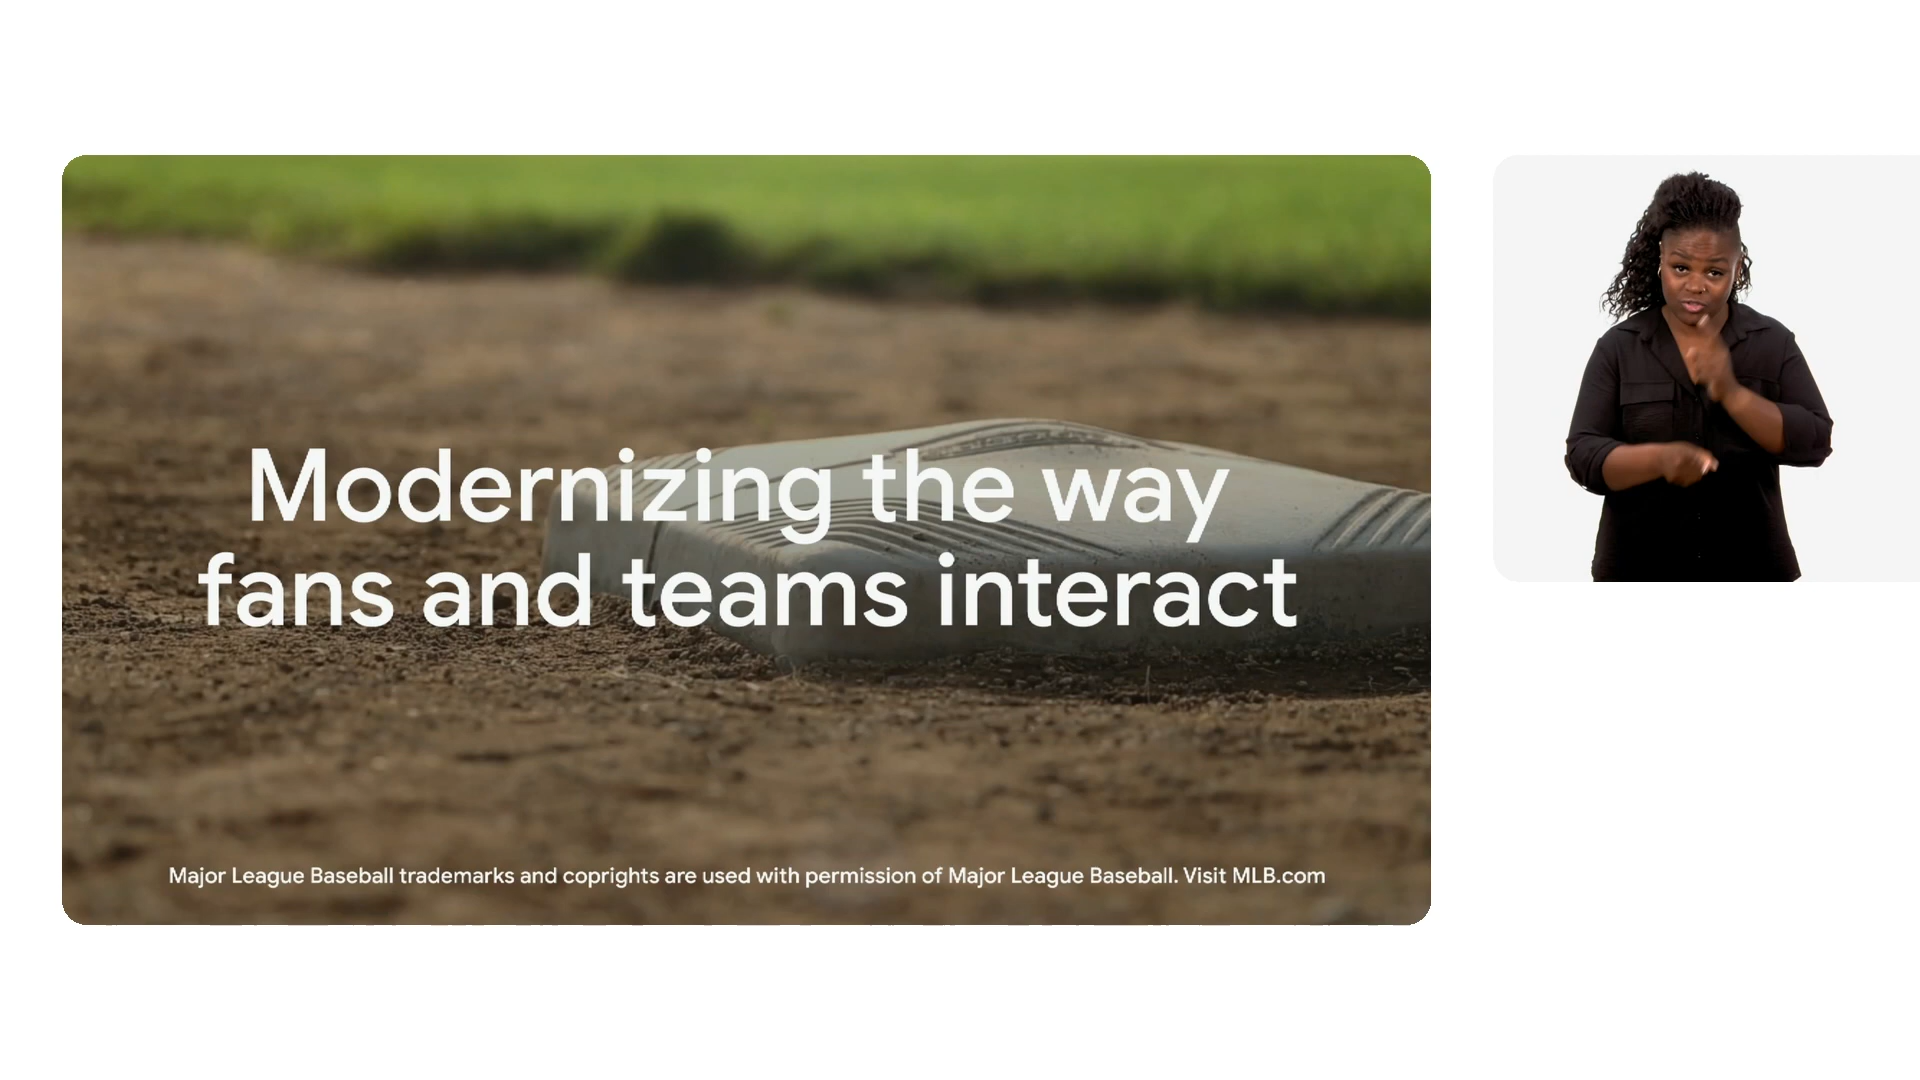 Modernizing the way
fans and teams interact
Major League Baseball trademarks and coprights are used with permission of Major League Baseball. Visit MLB.com